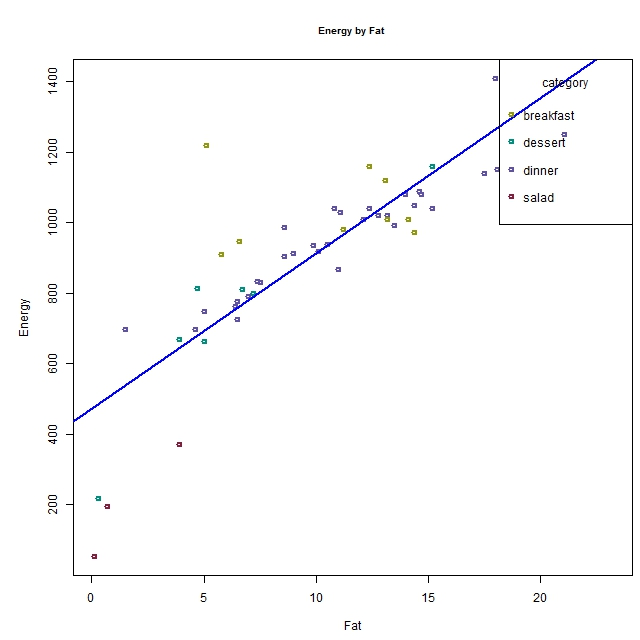 Energy by Fat
category
breakfast
dessert
dinner
salad
Energy
1400
1200
1000
800
600
400
200
0 5 10 15 20
Fat